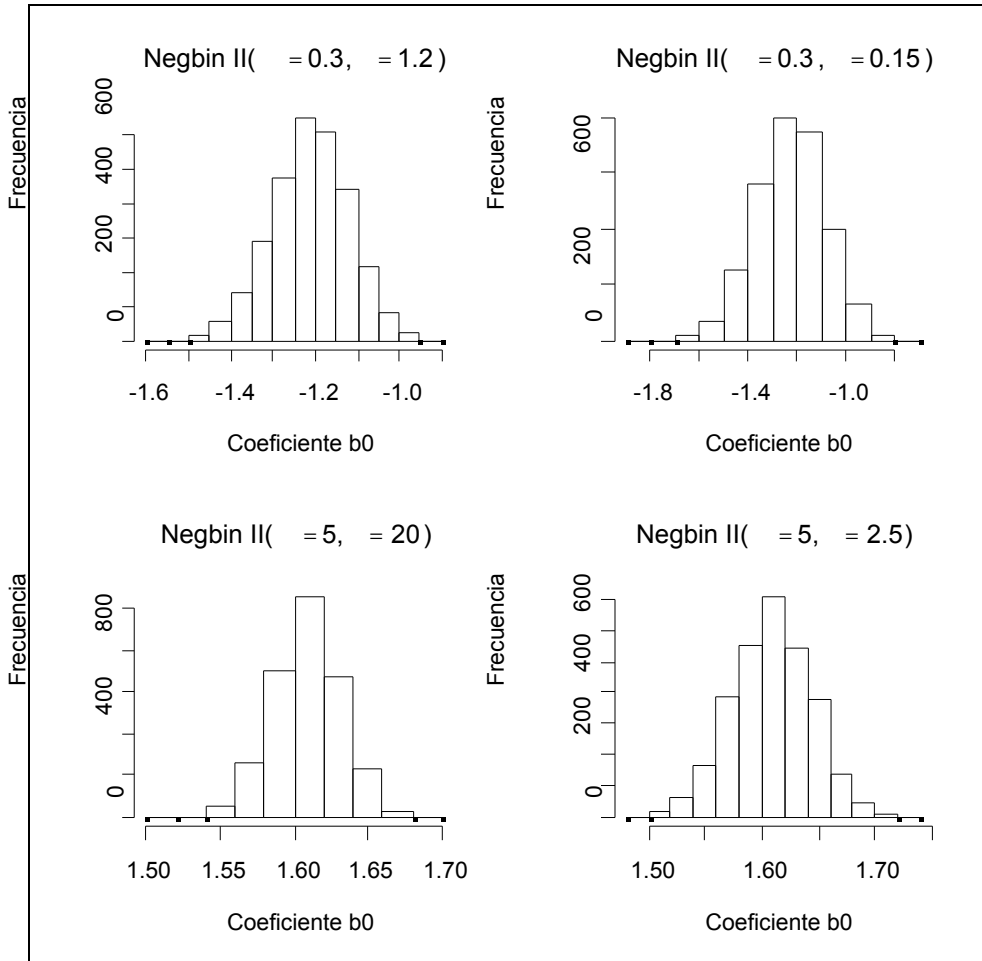 Negbin II( =0.3, =1.2)
Frecuencia
0 200 400 600
-1.6 -1.4 -1.2 -1.0
Coeficiente b0
Negbin II( =0.3, =0.15)
Frecuencia
0 200 600
-1.8 -1.4 -1.0
Coeficiente b0
Negbin II( =5, =20)
Frecuencia
0 400 800
1.50 1.55 1.60 1.65 1.70
Coeficiente b0
Negbin II( =5, =2.5)
Frecuencia
0 200 400 600
1.50 1.60 1.70
Coeficiente b0